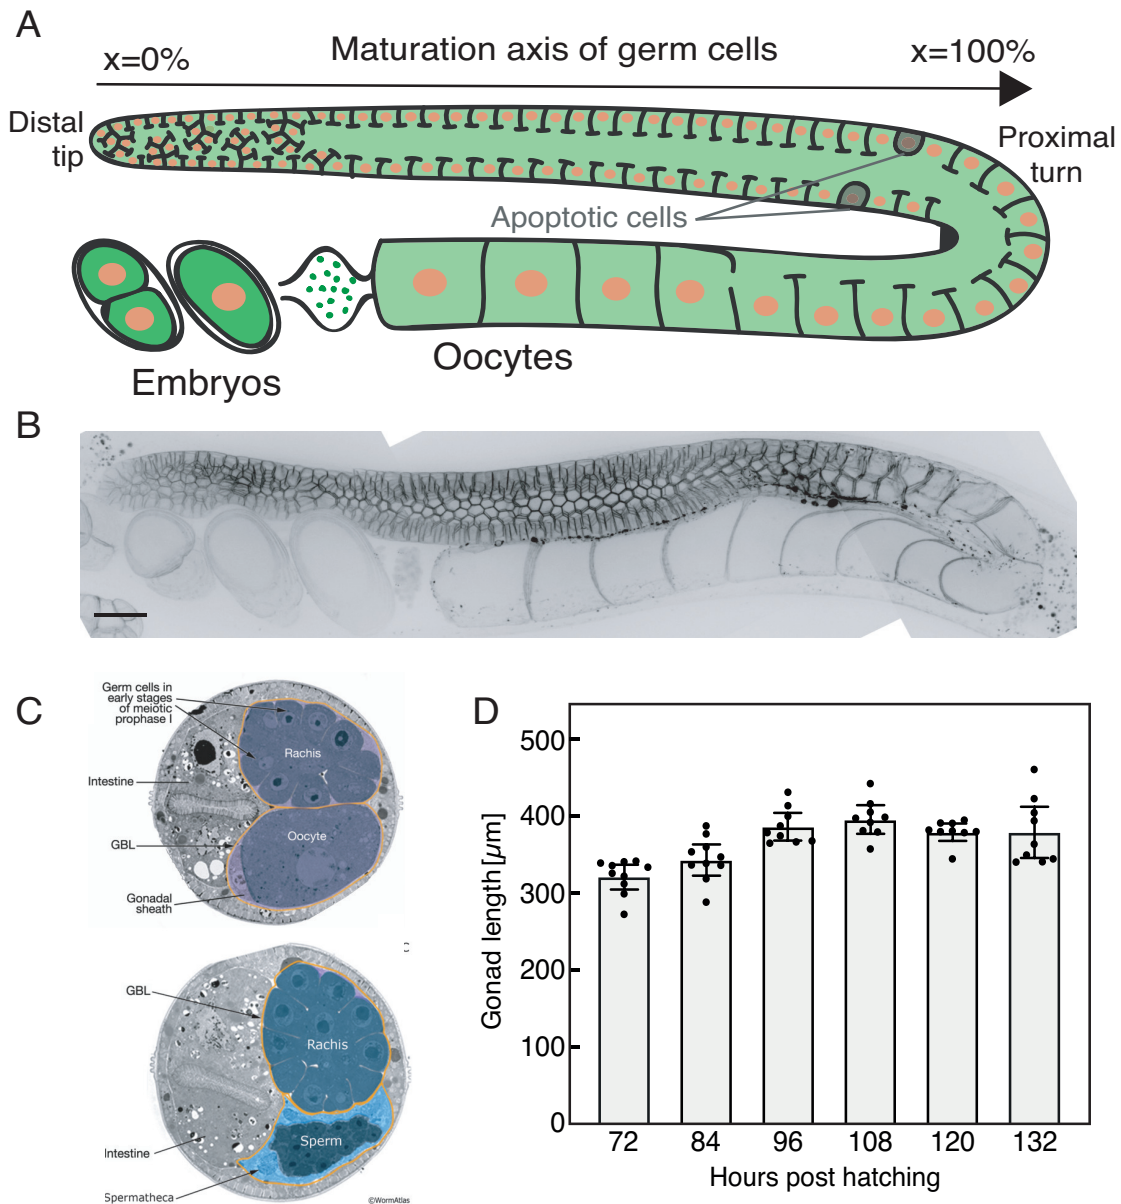 A
x=0%
Maturation axis of germ cells
x=100%
Distal
tip
Proximal
turn
Apoptotic cells
Embryos
Oocytes
B
C
Germ cells in
early stages
of meiotic
prophase I
Rachis
Intestine
Oocyte
GBL
Gonadal
sheath
GBL
Rachis
Sperm
Intestine
Spermatheca
©WormAtlas
D
Gonad length[µm]
500
400
300
200
100
0
72 84 96 108 120 132
Hours post hatching